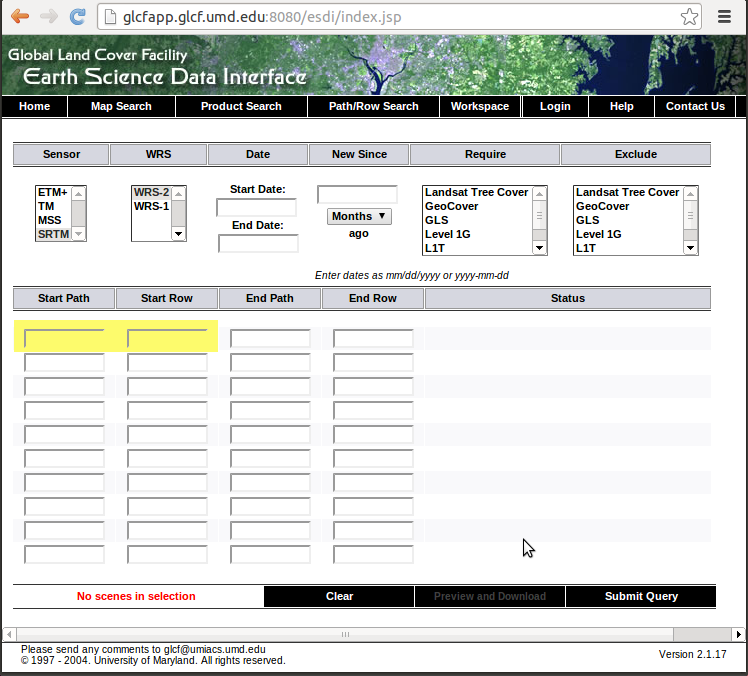 glcfapp.glcf.umd.edu:8080/esdi/index.jsp
Global Land Cover Facility
Earth Science Data Interface
Home Map Search Product Search Path/Row Search Workspace Login Help Contact Us
Sensor WRS Date New Since Require Exclude
ETM+
TM
MSS
SRTM
WRS-2
WRS-1
Start Date:
End Date:
Months
ago
Landsat Tree Cover
GeoCover
GLS
Level 1G
L1T
Landsat Tree Cover
GeoCover
GLS
Level 1G
L1T
Enter dates as mm/dd/yyyy or yyyy-mm-dd
Start Path Start Row End Path End Row Status
No scenes in selection Clear Preview and Download Submit Query
Please send any comments to glcf@umiacs.umd.edu
© 1997 - 2004. University of Maryland. All rights reserved.
Version 2.1.17